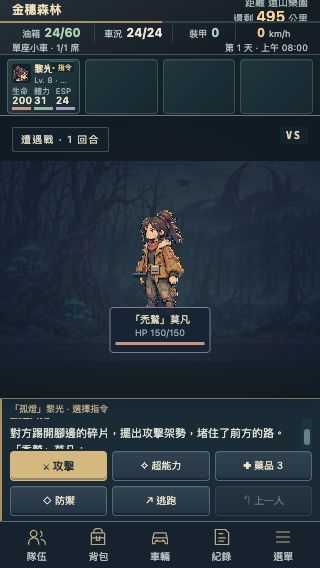 金穗森林
距離 遠山樂園
還剩 495 公里
油箱 24/60
車況 24/24
裝甲 0
0 km/h
單座小車 · 1/1 席
第 1 天 · 上午 08:00
黎光 · 指令
Lv. 8 · ...
生命 體力 ESP
200 31 24
遭遇戰 · 1 回合
VS
「禿鷲」莫凡
HP 150/150
「孤燈」黎光 · 選擇指令
對方踢開腳邊的碎片，擺出攻擊架勢，堵住了前方的路。
「禿鷲」莫凡：
攻擊
超能力
藥品 3
防禦
逃跑
上一人
隊伍
背包
車輛
紀錄
選單